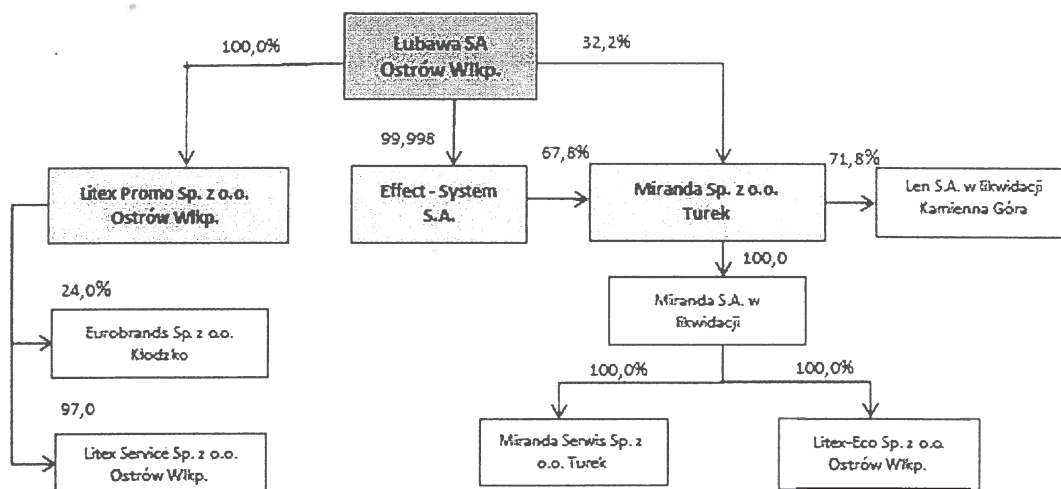 100,0%
Lubawa SA
Ostrów Wlkp.
32,2%
99,998
67,8%
71,8%
Litex Promo Sp. z o.o.
Ostrów Wlkp.
Effect - System
S.A.
Miranda Sp. z o.o.
Turek
Len S.A. w likwidacji
Kamienna Góra
100,0
24,0%
Eurobrands Sp. z o.o.
Kłodzko
Miranda S.A. w
likwidacji
100,0%
100,0%
97,0
Litex Service Sp. z o.o.
Ostrów Wlkp.
Miranda Serwis Sp. z
o.o. Turek
Litex-Eco Sp. z o.o.
Ostrów Wlkp.